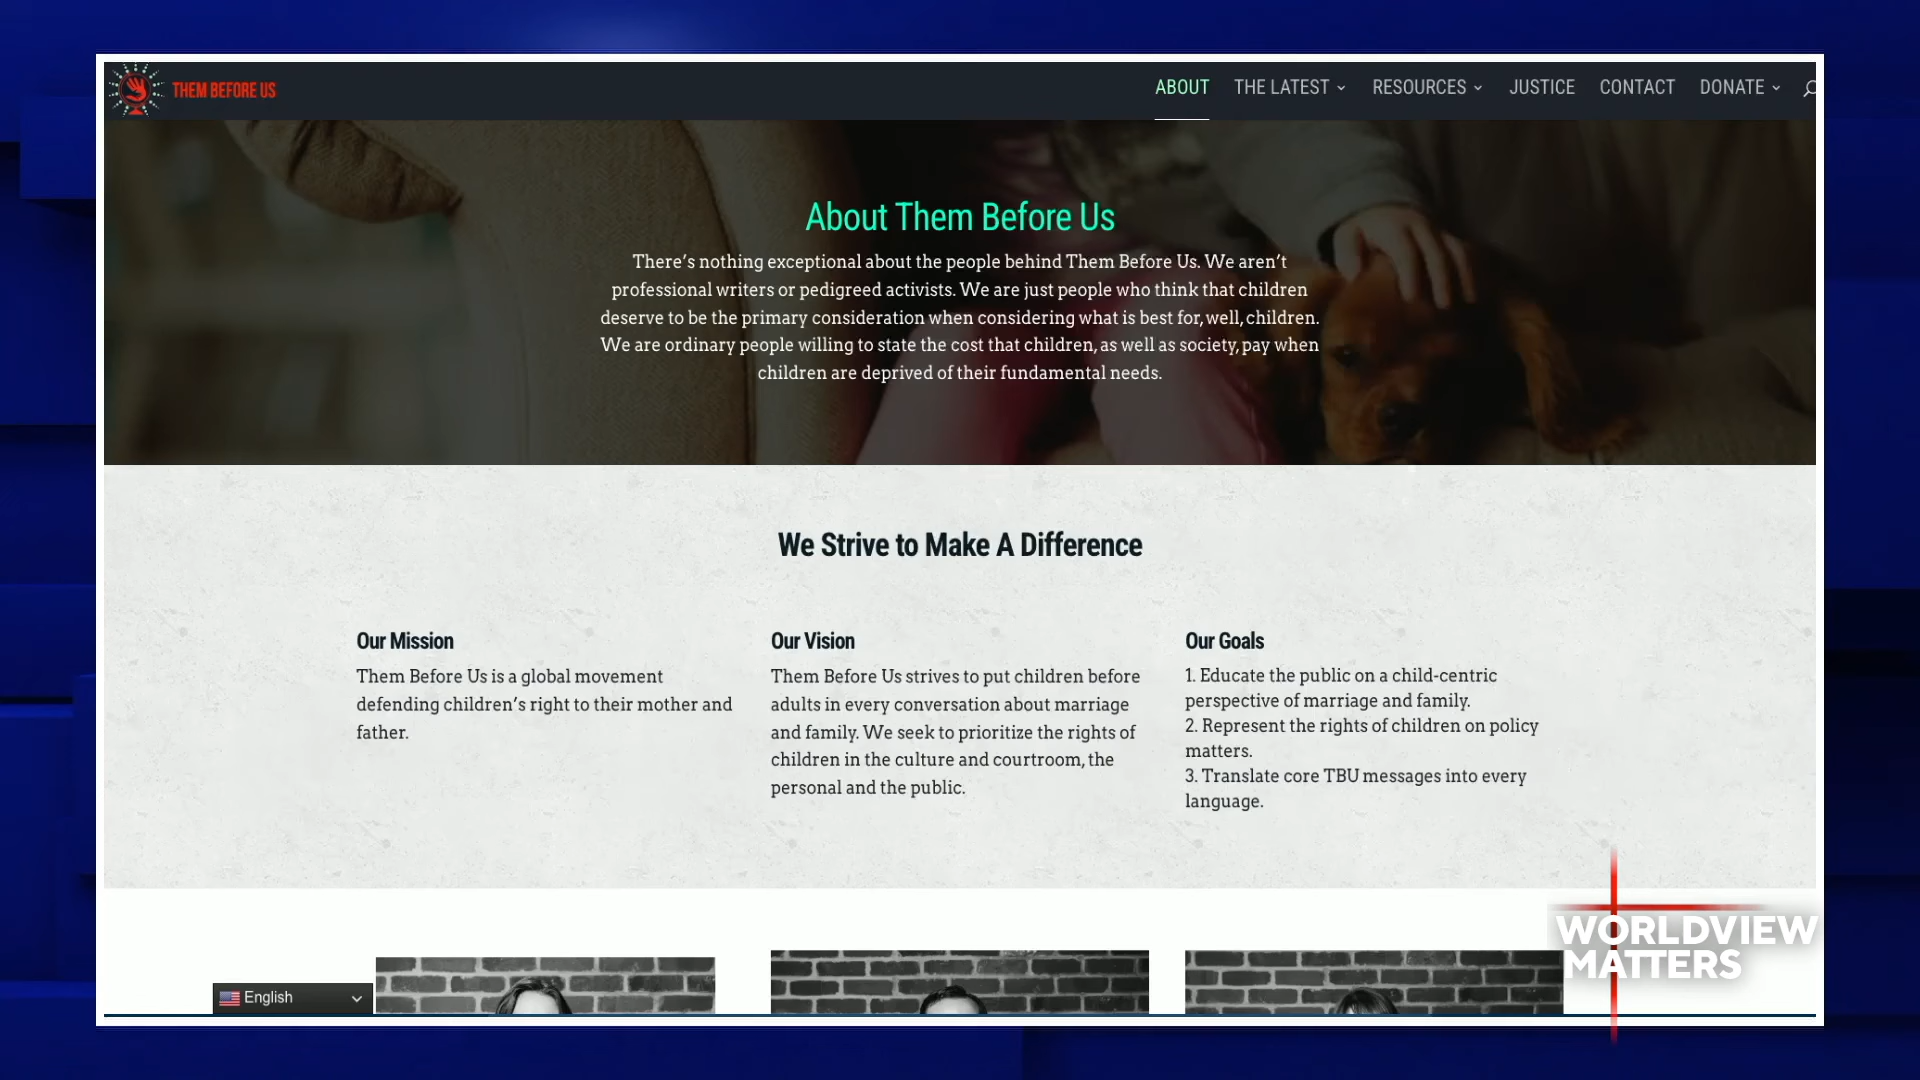 THEM BEFORE US
ABOUT
THE LATEST
RESOURCES
JUSTICE
CONTACT
DONATE
About Them Before Us
There's nothing exceptional about the people behind Them Before Us. We aren't
professional writers or pedigreed activists. We are just people who think that children
deserve to be the primary consideration when considering what is best for, well, children.
We are ordinary people willing to state the cost that children, as well as society, pay when
children are deprived of their fundamental needs.
We Strive to Make A Difference
Our Mission
Them Before Us is a global movement
defending children's right to their mother and
father.
Our Vision
Them Before Us strives to put children before
adults in every conversation about marriage
and family. We seek to prioritize the rights of
children in the culture and courtroom, the
personal and the public.
Our Goals
1. Educate the public on a child-centric
perspective of marriage and family.
2. Represent the rights of children on policy
matters.
3. Translate core TBU messages into every
language.
English
WORLDVIEW
MATTERS